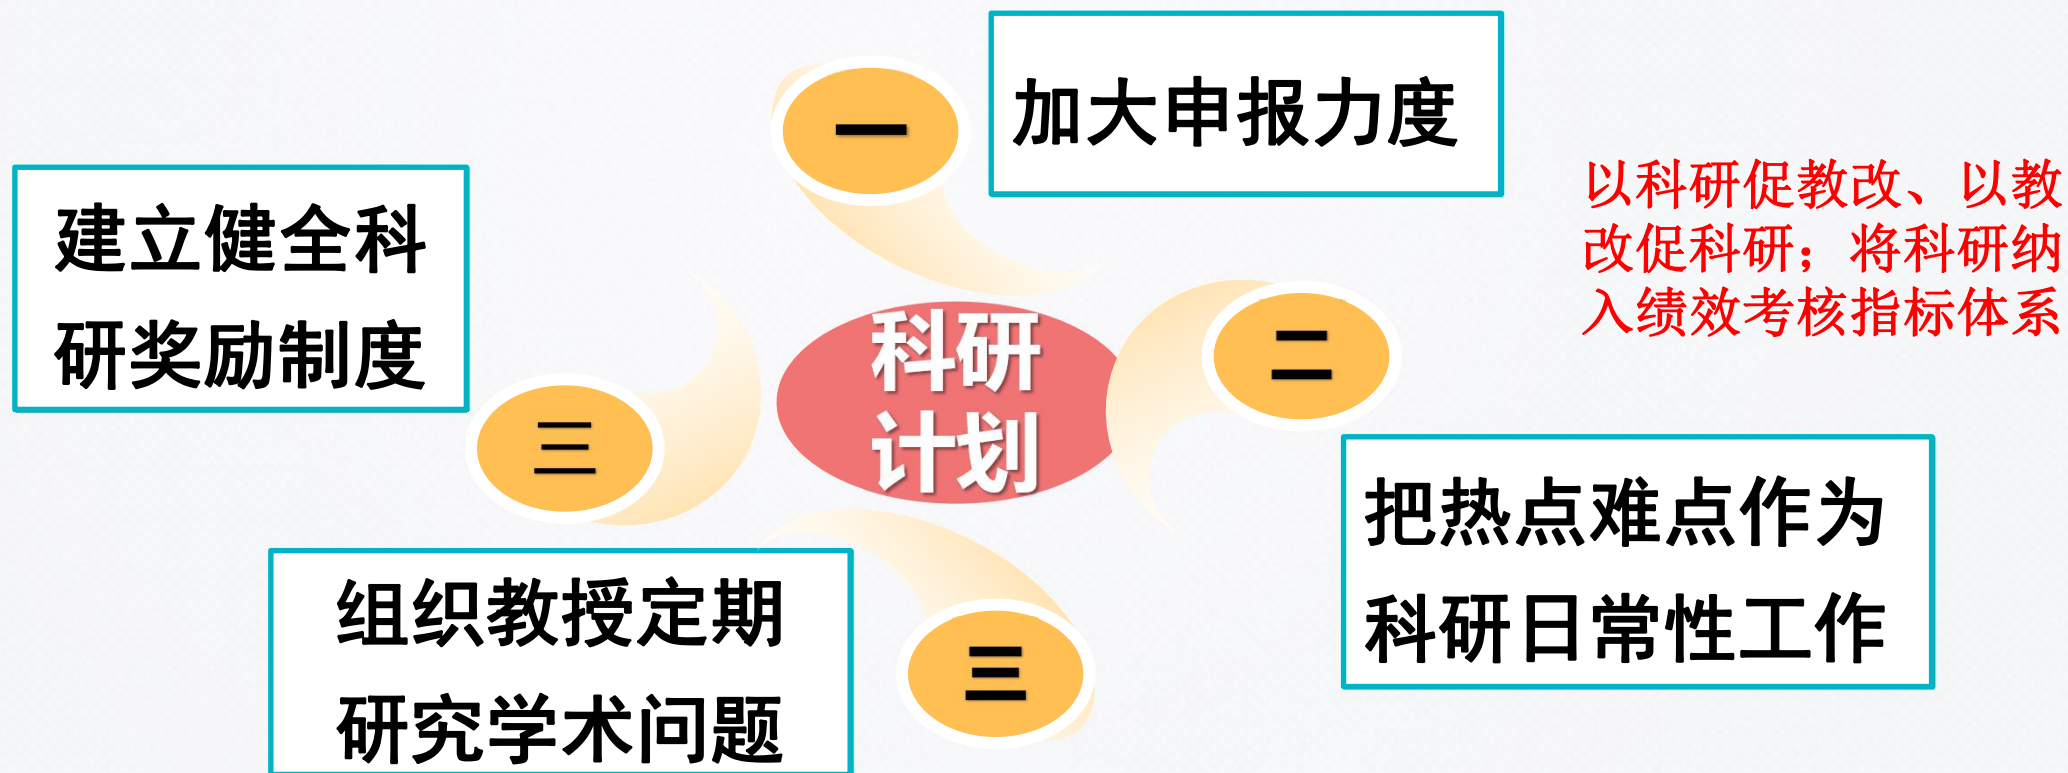 一
加大申报力度
以科研促教改、以教
改促科研；将科研纳
入绩效考核指标体系
建立健全科
研奖励制度
科研
计划
二
三
把热点难点作为
科研日常性工作
组织教授定期
研究学术问题
三